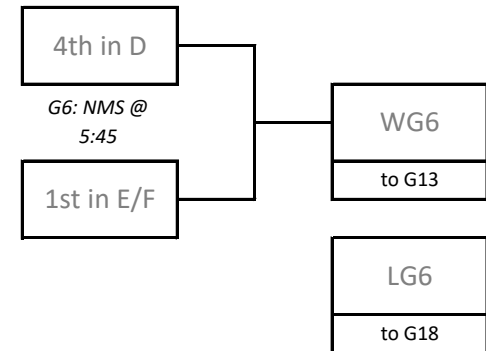 4th in D
G6: NMS @
5:45
1st in E/F
WG6
to G13
LG6
to G18